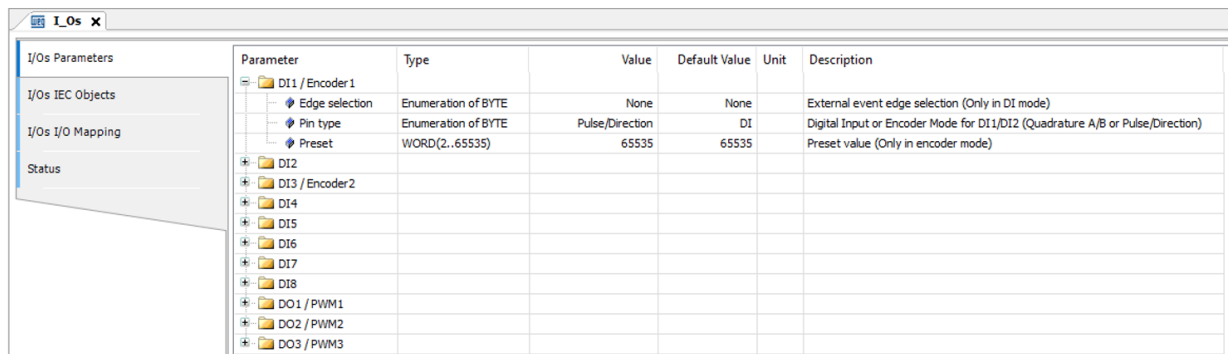 WEG I_Os X
I/Os Parameters
I/Os IEC Objects
I/Os I/O Mapping
Status
Parameter Type Value Default Value Unit Description
DI1 / Encoder1
Edge selection Enumeration of BYTE None None External event edge selection (Only in DI mode)
Pin type Enumeration of BYTE Pulse/Direction DI Digital Input or Encoder Mode for DI1/DI2 (Quadrature A/B or Pulse/Direction)
Preset WORD(2..65535) 65535 65535 Preset value (Only in encoder mode)
DI2
DI3 / Encoder2
DI4
DI5
DI6
DI7
DI8
DO1 / PWM1
DO2 / PWM2
DO3 / PWM3